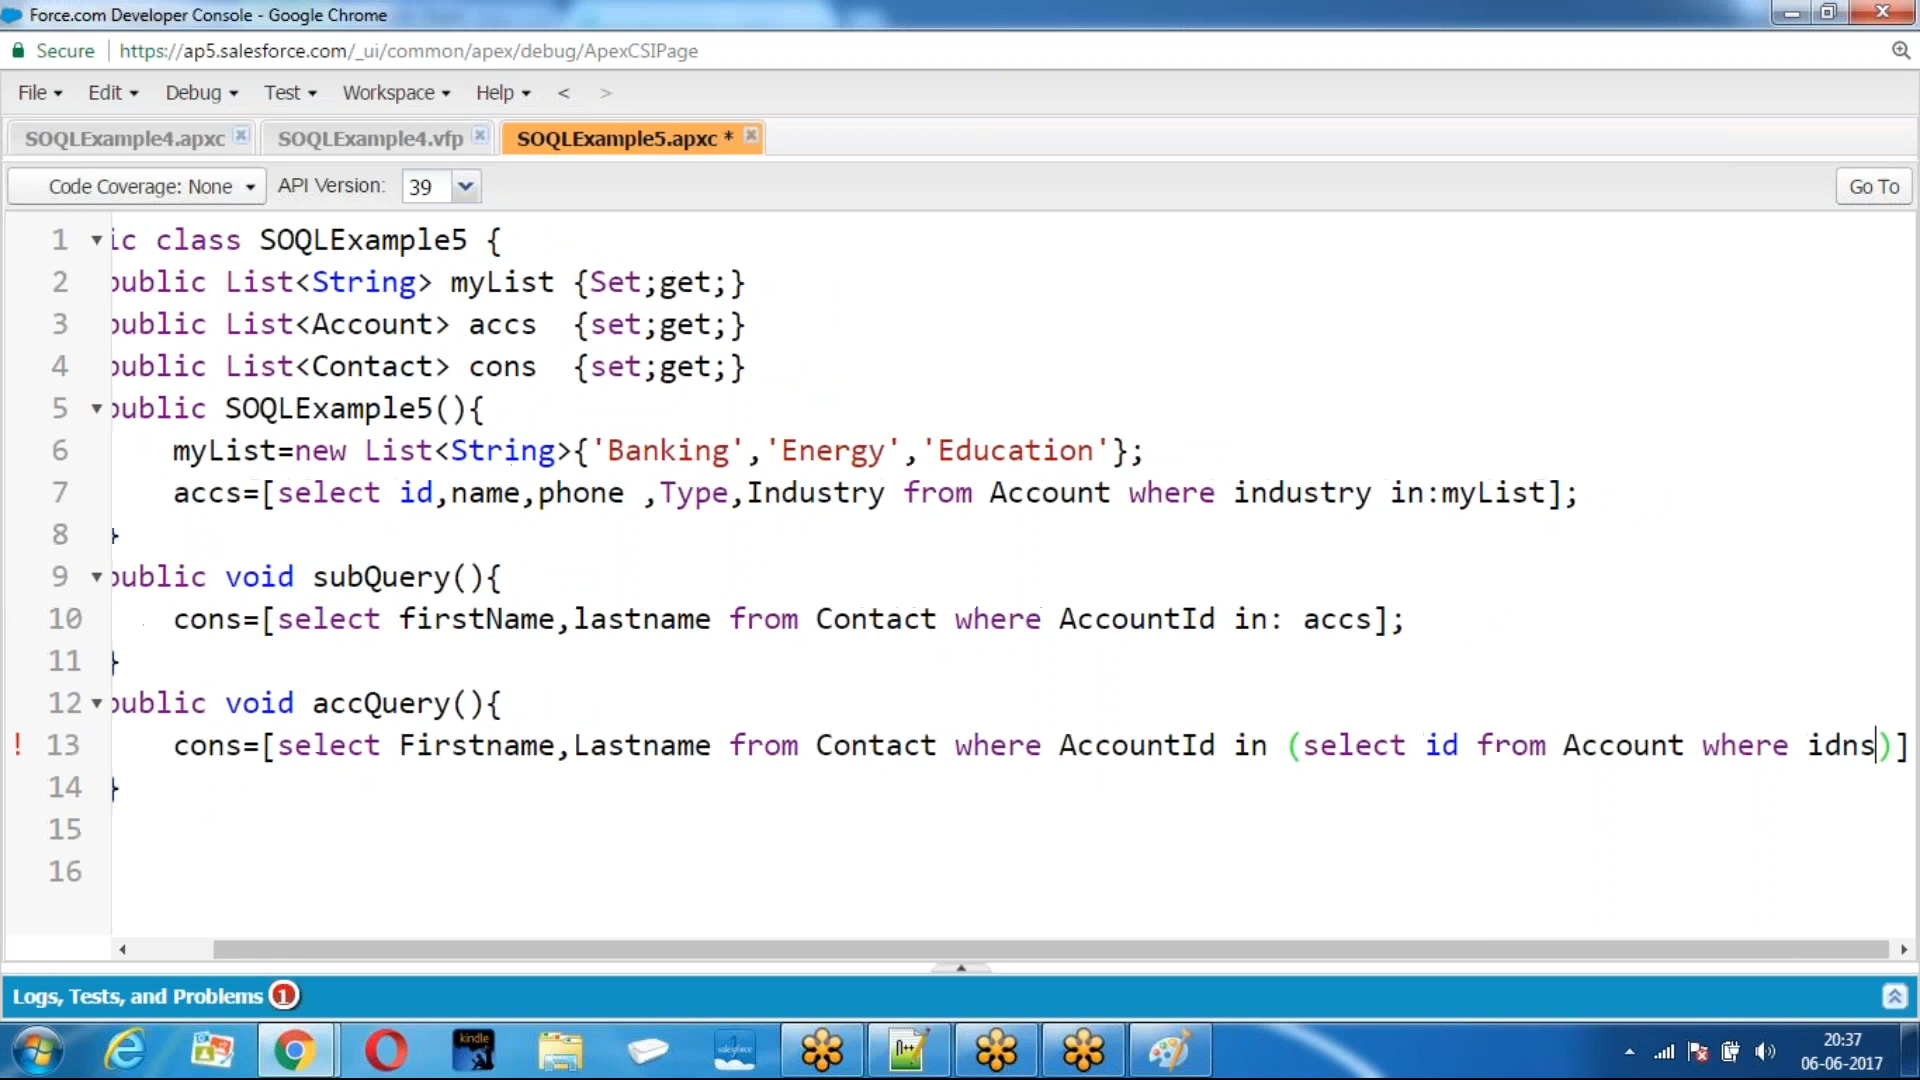 Force.com Developer Console - Google Chrome
Secure https://ap5.salesforce.com/_ui/common/apex/debug/ApexCSIPage
File Edit Debug Test Workspace Help < >
SOQLExample4.apxc SOQLExample4.vfp SOQLExample5.apxc *
Code Coverage: None API Version: 39 Go To
1 ic class SOQLExample5 {
2 public List<String> myList {Set;get;}
3 public List<Account> accs {set;get;}
4 public List<Contact> cons {set;get;}
5 public SOQLExample5(){
6 myList=new List<String>{'Banking','Energy','Education'};
7 accs=[select id,name,phone ,Type,Industry from Account where industry in:myList];
8 }
9 public void subQuery(){
10 cons=[select firstName,lastname from Contact where AccountId in: accs];
11 }
12 public void accQuery(){
! 13 cons=[select Firstname,Lastname from Contact where AccountId in (select id from Account where idns)]
14 }
15
16
Logs, Tests, and Problems 1
kindle
salesforce
20:37
06-06-2017